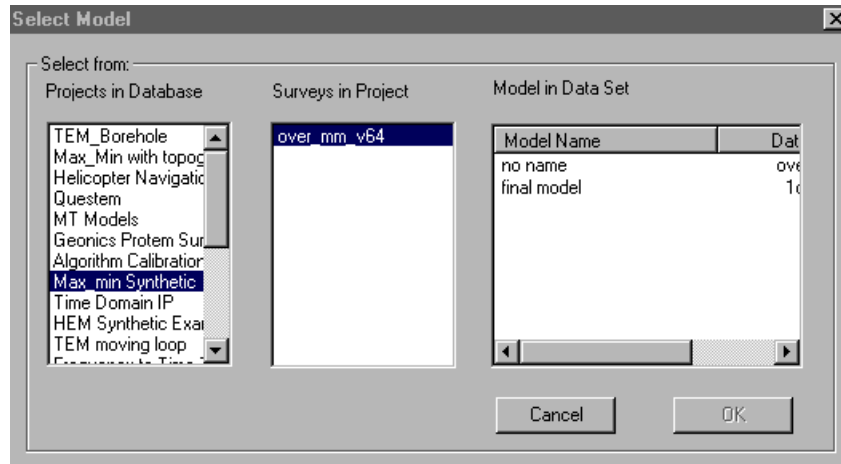 Select Model
Select from:
Projects in Database
Surveys in Project
Model in Data Set
TEM_Borehole
Max_Min with topog
Helicopter Navigatic
Questem
MT Models
Geonics Protem Sur
Algorithm Calibration
Max_min Synthetic
Time Domain IP
HEM Synthetic Exar
TEM moving loop
over_mm_v64
Model Name Dat
no name ove
final model
Cancel
OK